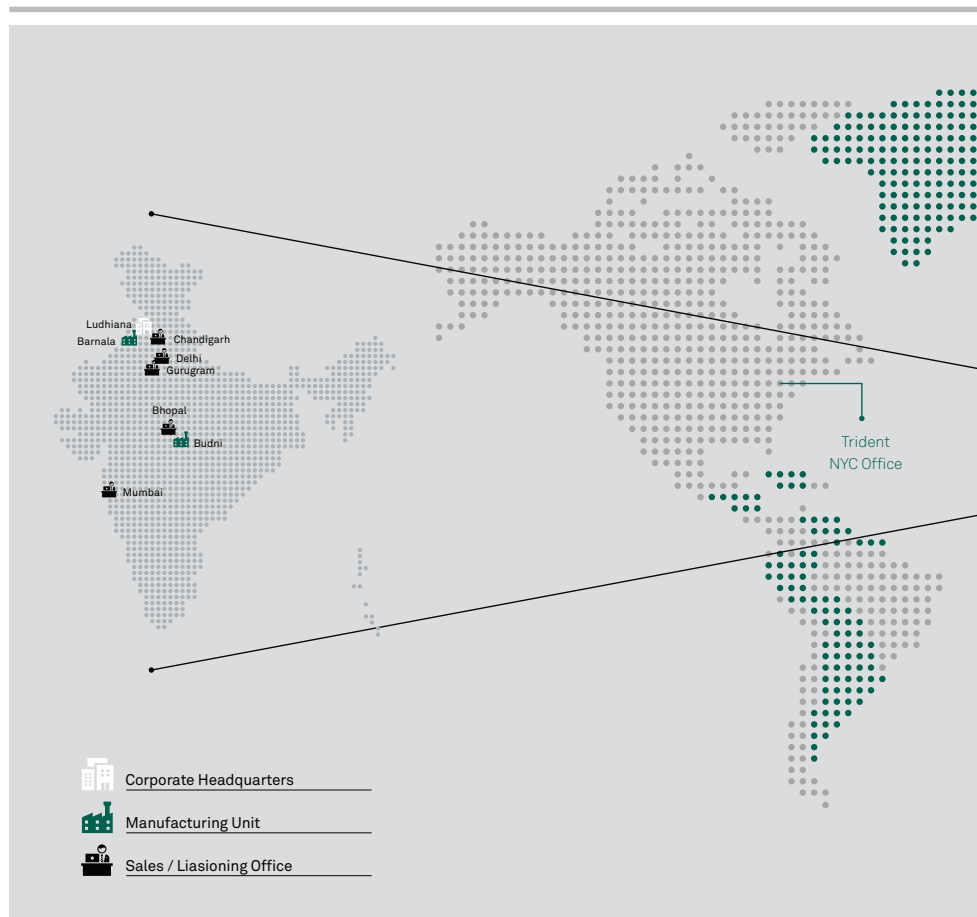 Ludhiana
Barnala
Chandigarh
Delhi
Gurugram
Bhopal
Budni
Mumbai
Trident
NYC Office
Corporate Headquarters
Manufacturing Unit
Sales / Liasioning Office